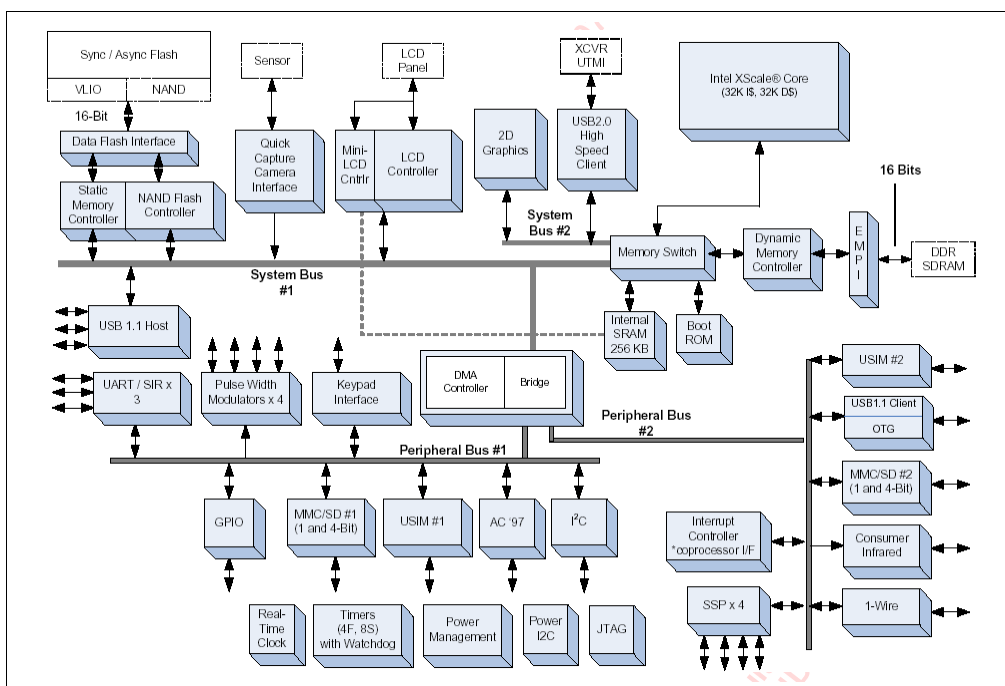 Sync / Async Flash
VLIO
NAND
16-Bit
Data Flash Interface
Static
Memory
Controller
NAND Flash
Controller
Sensor
Quick
Capture
Camera
Interface
LCD
Panel
Mini-
LCD
Cntrlr
LCD
Controller
2D
Graphics
XCVR
UTMI
USB2.0
High
Speed
Client
Intel XScale® Core
(32K I$, 32K D$)
System
Bus #2
16 Bits
Memory Switch
Dynamic
Memory
Controller
E
M
P
I
DDR
SDRAM
System Bus
#1
USB 1.1 Host
Internal
SRAM
256 KB
Boot
ROM
UART / SIR x
3
Pulse Width
Modulators x 4
Keypad
Interface
DMA
Controller
Bridge
Peripheral Bus
#2
Peripheral Bus #1
USIM #2
USB1.1 Client
OTG
MMC/SD #2
(1 and 4-Bit)
Consumer
Infrared
1-Wire
Interrupt
Controller
*coprocessor I/F
SSP x 4
GPIO
MMC/SD #1
(1 and 4-Bit)
USIM #1
AC '97
I²C
Real-
Time
Clock
Timers
(4F, 8S)
with Watchdog
Power
Management
Power
I2C
JTAG